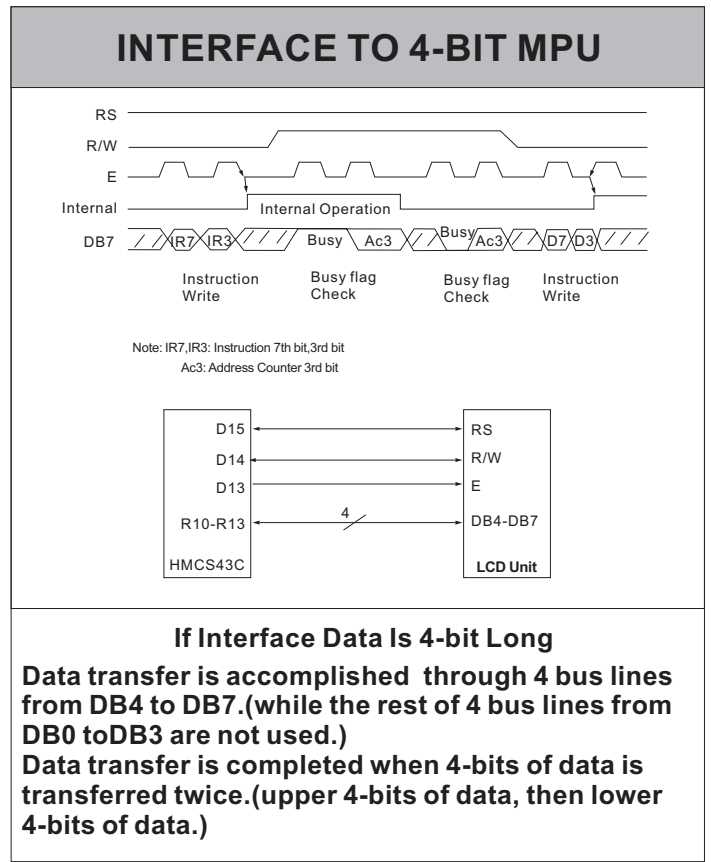 INTERFACE TO 4-BIT MPU
RS
R/W
E
Internal Internal Operation
DB7 IR7 IR3 Busy Ac3 Busy Ac3 D7 D3
Instruction Busy flag Busy flag Instruction
Write Check Check Write
Note: IR7,IR3: Instruction 7th bit,3rd bit
Ac3: Address Counter 3rd bit
D15 RS
D14 R/W
D13 E
R10-R13 4 DB4-DB7
HMCS43C LCD Unit
If Interface Data Is 4-bit Long
Data transfer is accomplished through 4 bus lines
from DB4 to DB7.(while the rest of 4 bus lines from
DB0 toDB3 are not used.)
Data transfer is completed when 4-bits of data is
transferred twice.(upper 4-bits of data, then lower
4-bits of data.)